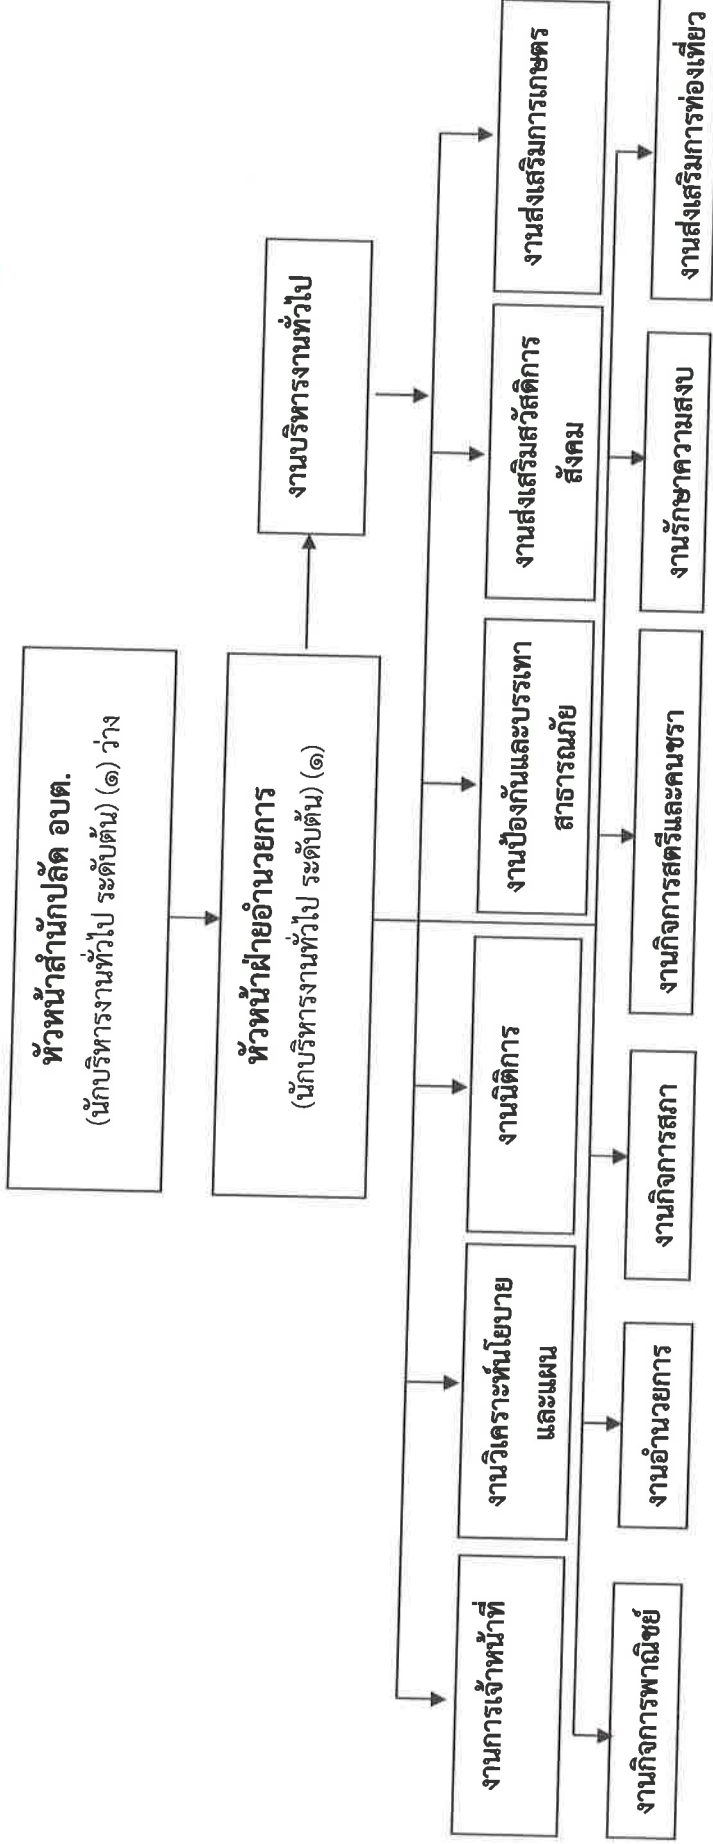 หัวหน้าสำนักปลัด อบต.
(นักบริหารงานทั่วไป ระดับต้น) (๑) ว่าง
หัวหน้าฝ่ายอำนวยการ
(นักบริหารงานทั่วไป ระดับต้น) (๑)
งานบริหารงานทั่วไป
งานการเจ้าหน้าที่
งานวิเคราะห์นโยบาย
และแผน
งานนิติการ
งานป้องกันและบรรเทา
สาธารณภัย
งานส่งเสริมสวัสดิการ
สังคม
งานส่งเสริมการเกษตร
งานกิจการพาณิชย์
งานอำนวยการ
งานกิจการสภา
งานกิจการสตรีและคนชรา
งานรักษาความสงบ
งานส่งเสริมการท่องเที่ยว